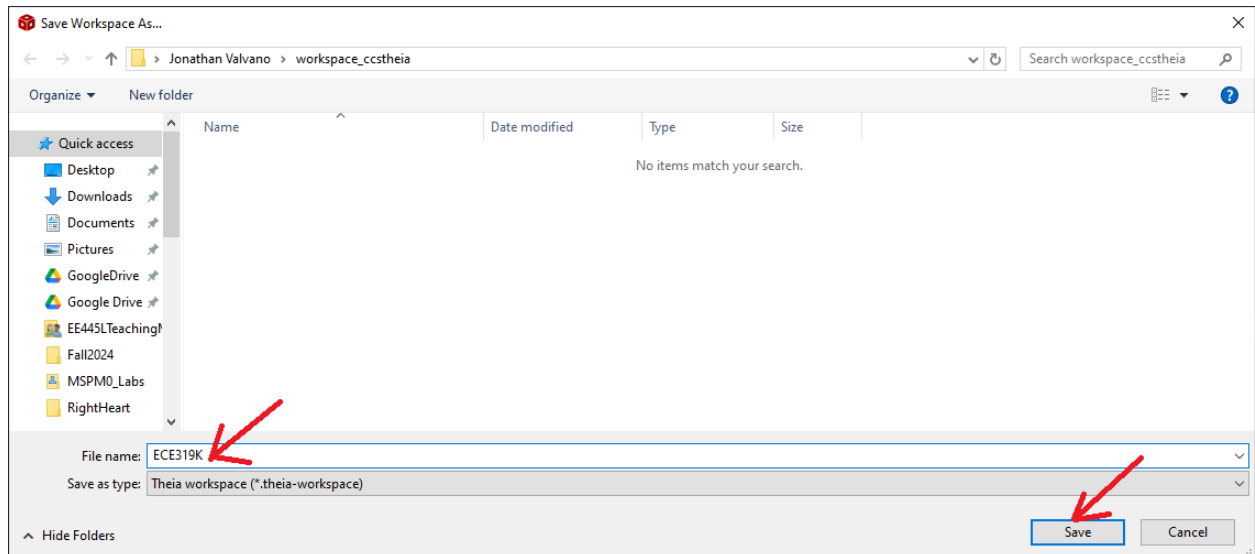 Save Workspace As...
Jonathan Valvano > workspace_ccstheia
Search workspace_ccstheia
Organize
New folder
Name
Date modified
Type
Size
Quick access
No items match your search.
Desktop
Downloads
Documents
Pictures
GoogleDrive
Google Drive
EE445LTeaching
Fall2024
MSPM0_Labs
RightHeart
File name: ECE319K
Save as type: Theia workspace (*.theia-workspace)
Hide Folders
Save
Cancel